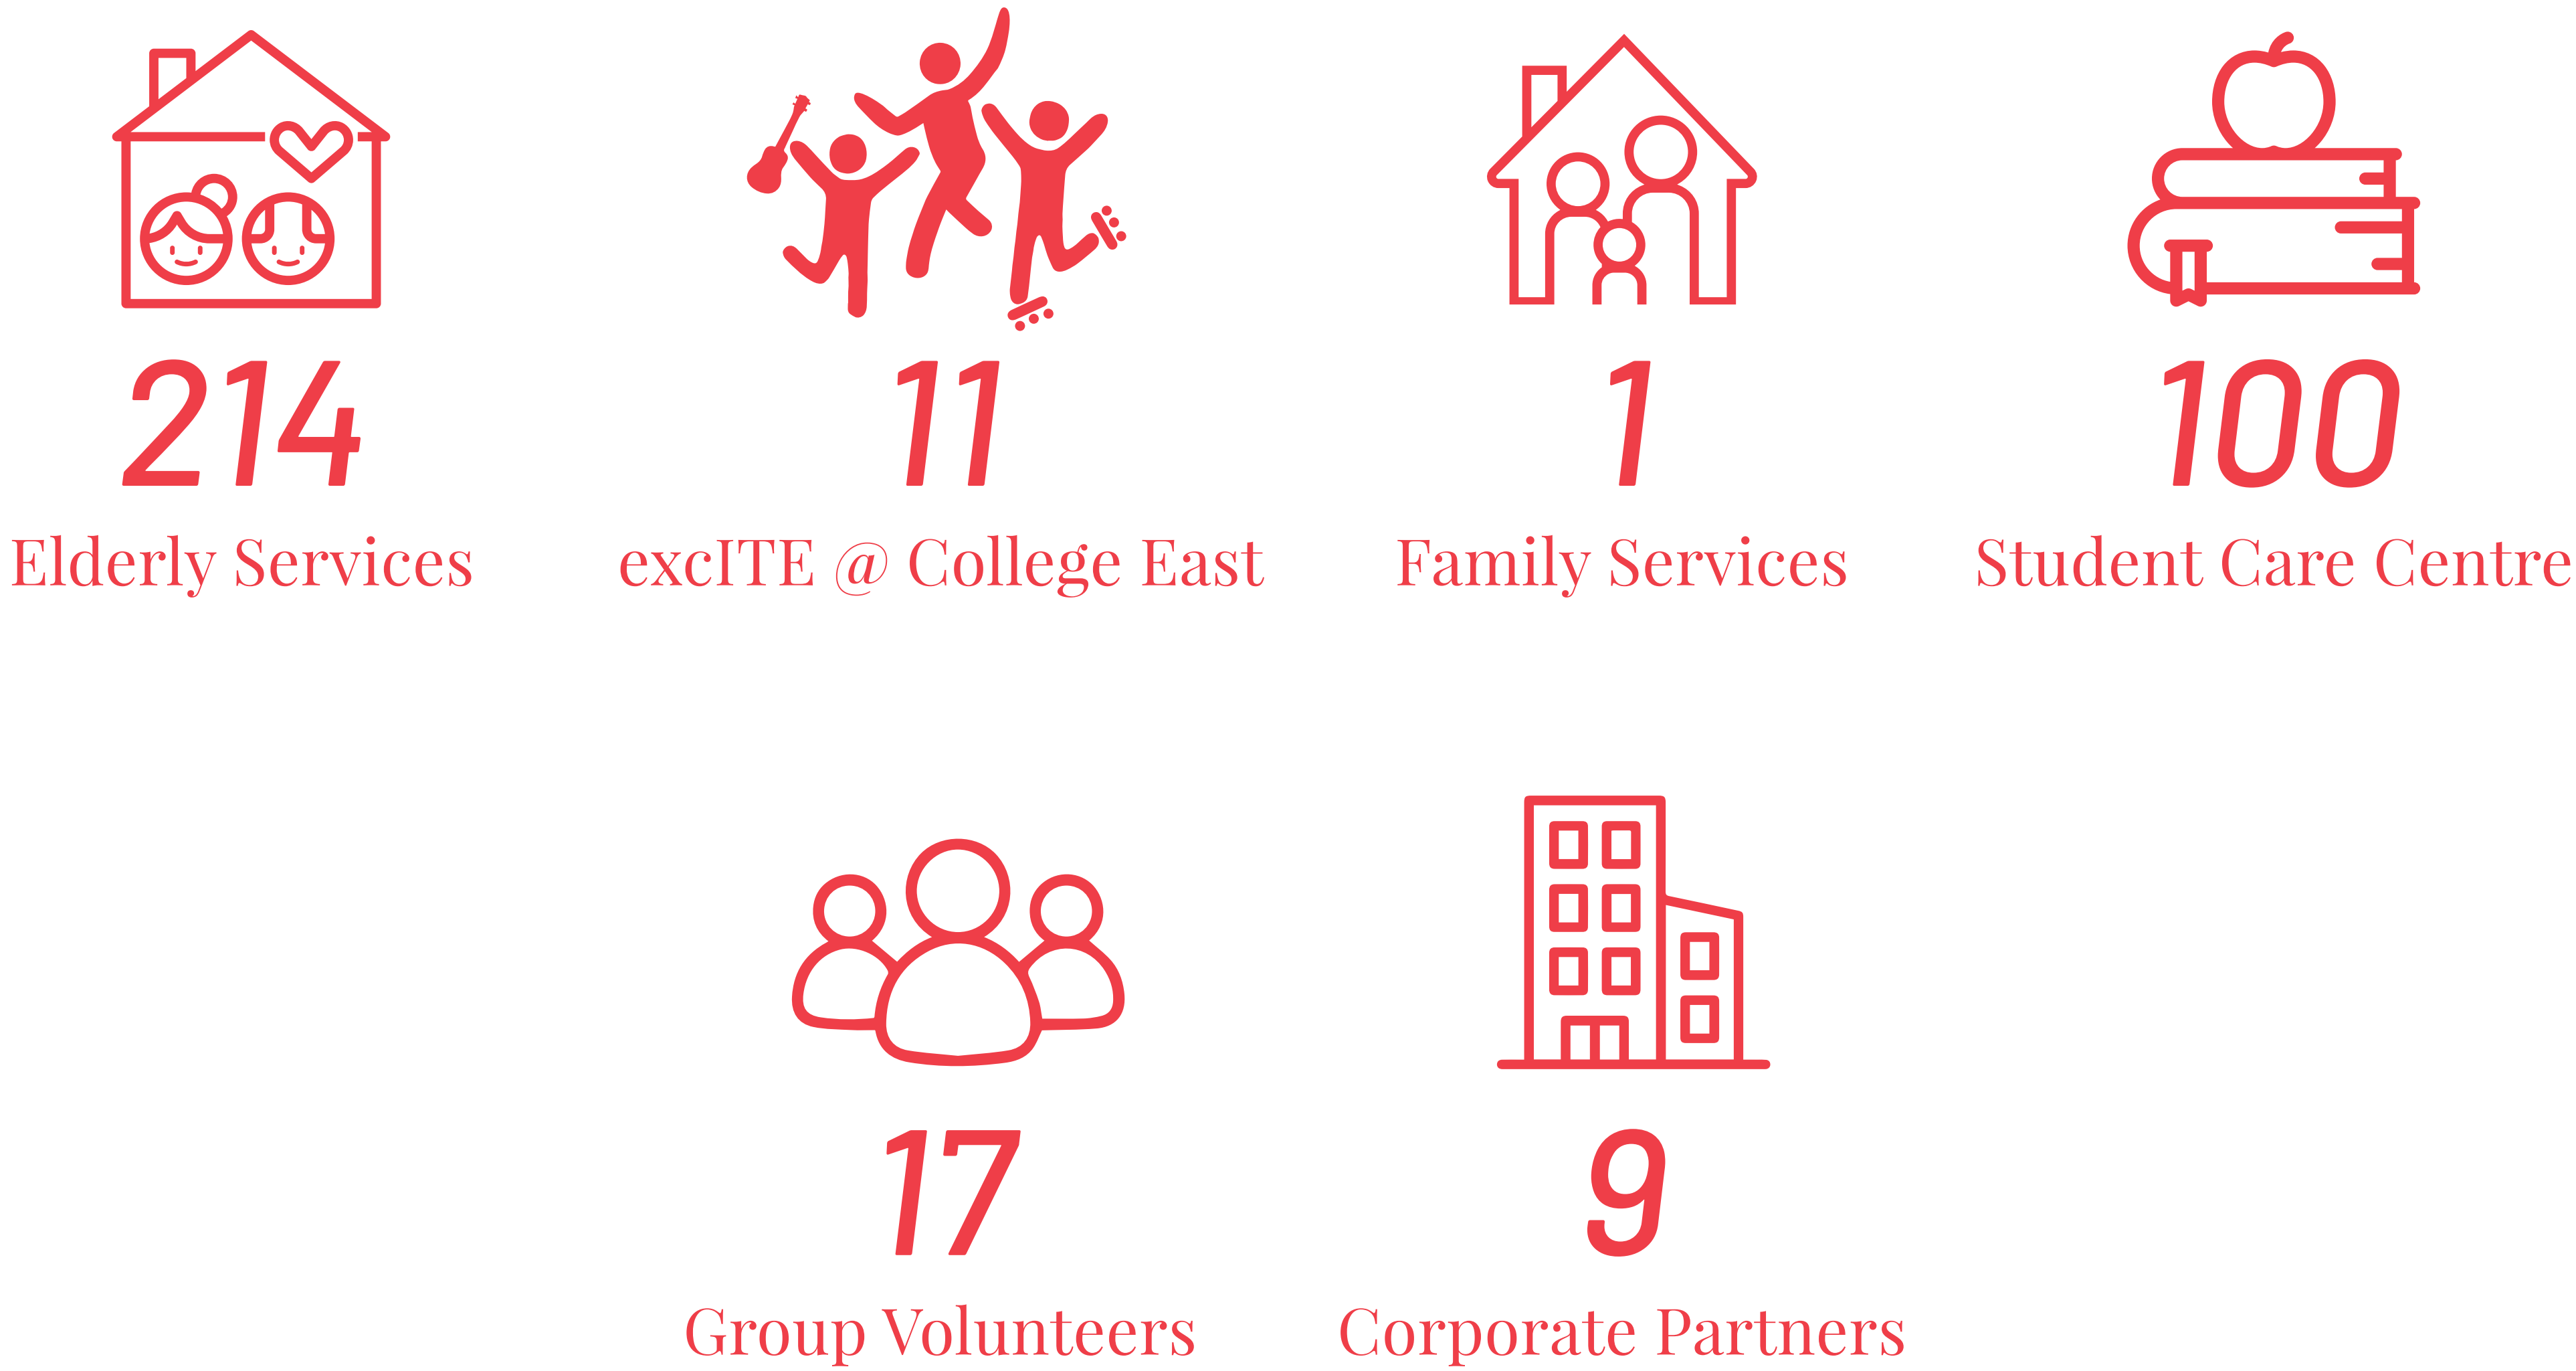 214
Elderly Services
11
excITE @ College East
1
Family Services
100
Student Care Centre
17
Group Volunteers
9
Corporate Partners